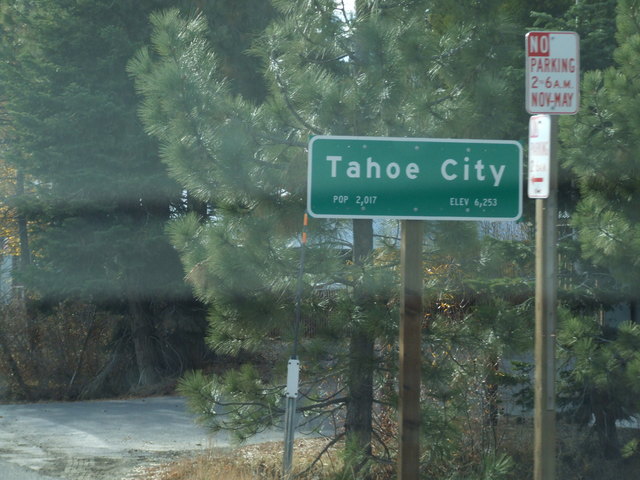 NO
PARKING
2-6 A.M.
NOV-MAY
Tahoe City
POP 2,017 ELEV 6,253